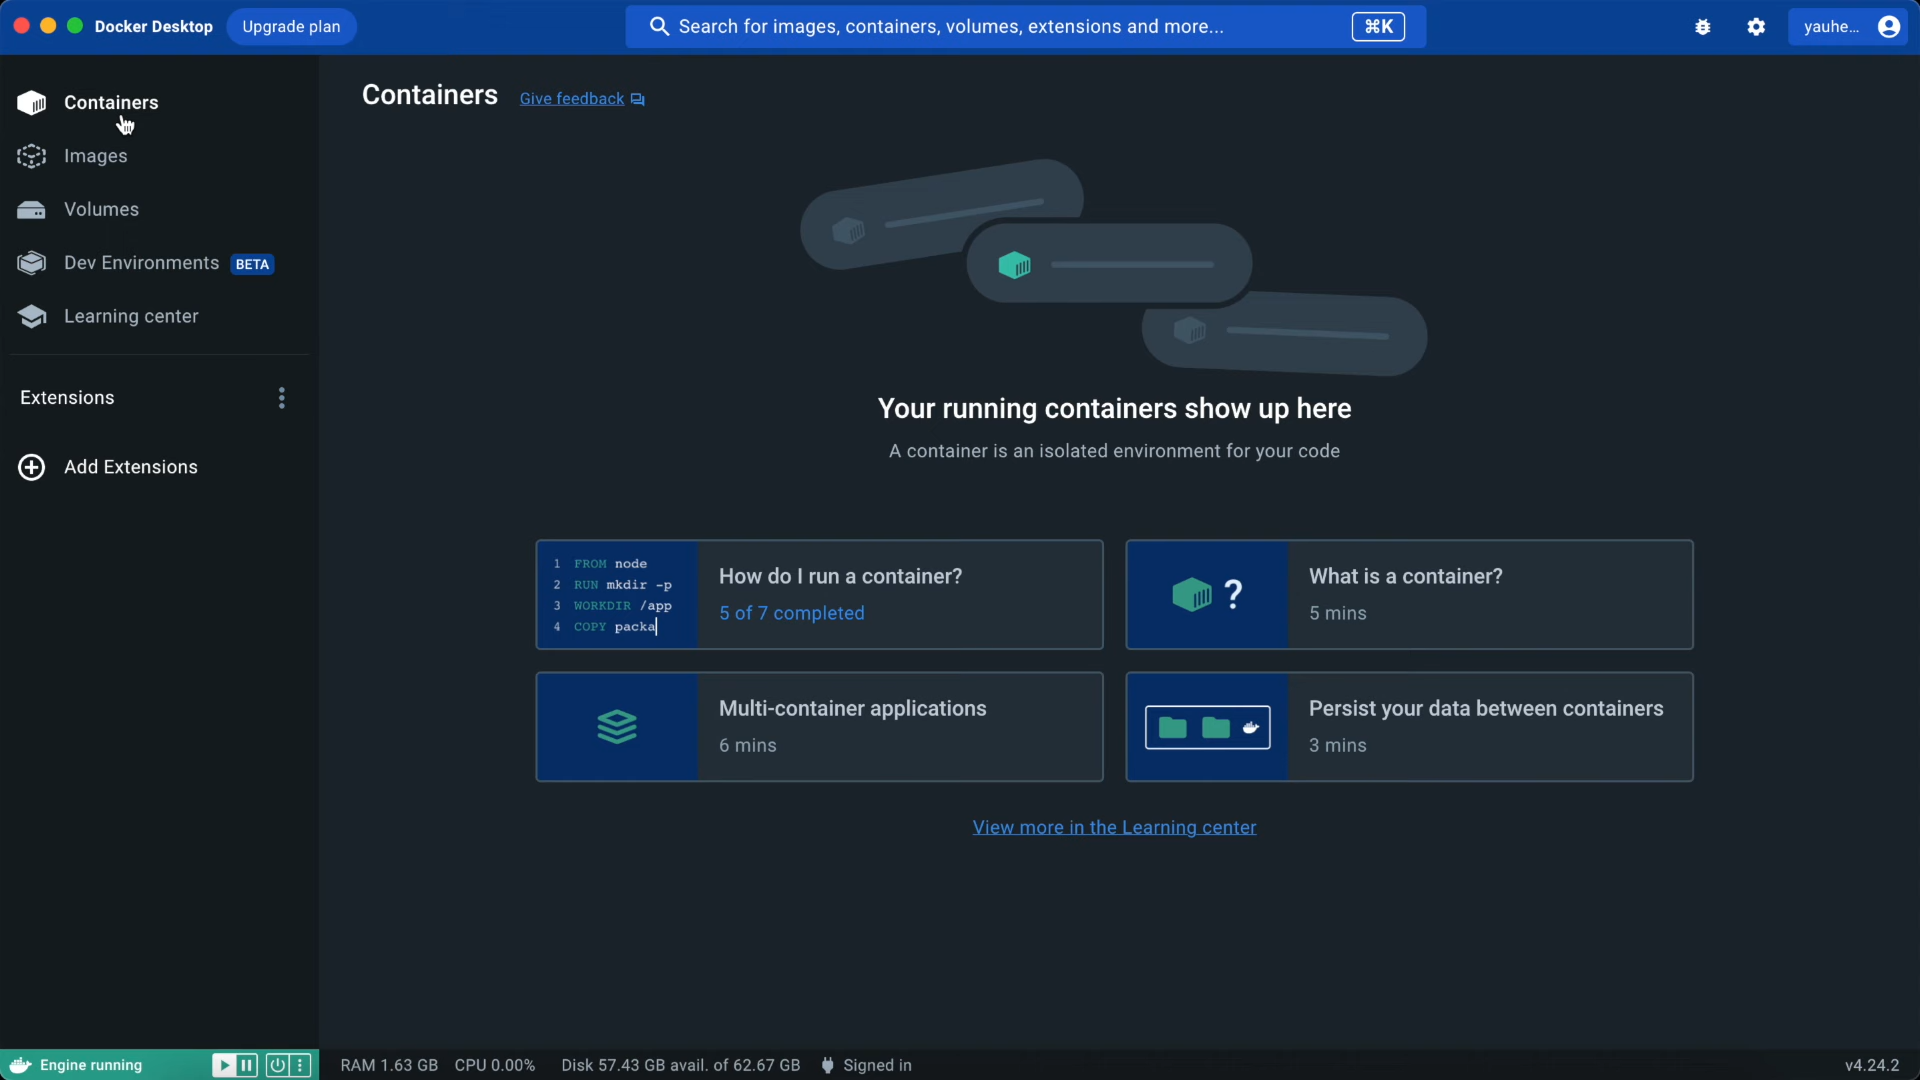 Docker Desktop
Upgrade plan
Search for images, containers, volumes, extensions and more...
⌘K
yauhe...
Containers
Images
Volumes
Dev Environments BETA
Learning center
Extensions
Add Extensions
Containers
Give feedback
Your running containers show up here
A container is an isolated environment for your code
1 FROM node
2 RUN mkdir -p
3 WORKDIR /app
4 COPY packa
How do I run a container?
5 of 7 completed
?
What is a container?
5 mins
Multi-container applications
6 mins
Persist your data between containers
3 mins
View more in the Learning center
Engine running
RAM 1.63 GB CPU 0.00% Disk 57.43 GB avail. of 62.67 GB Signed in
v4.24.2